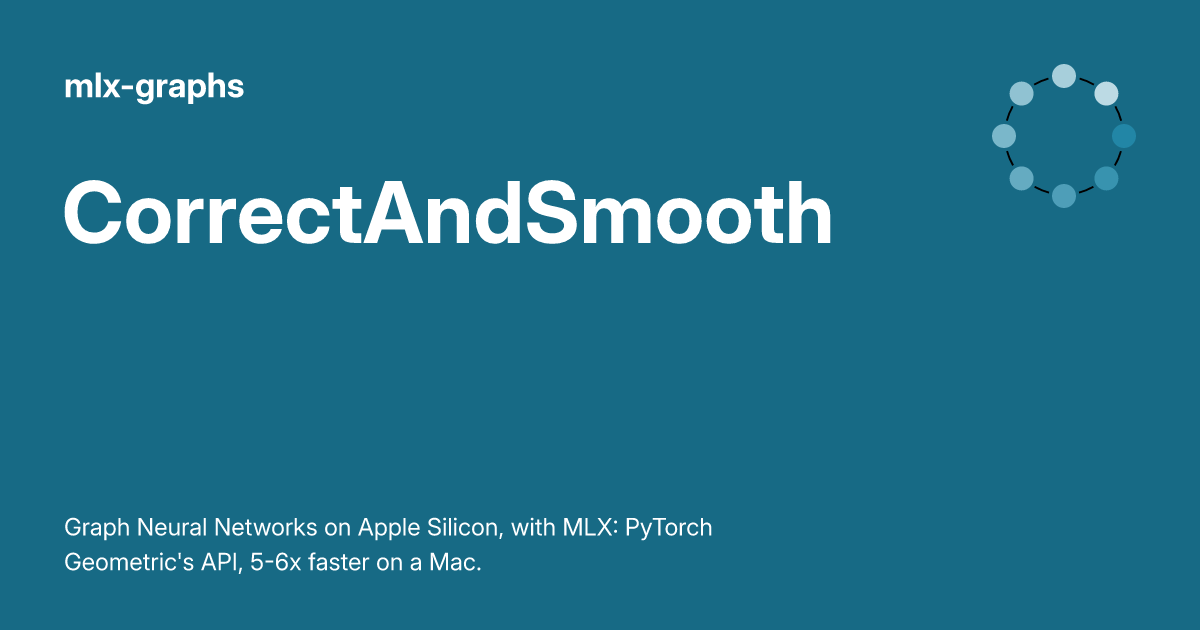 mlx-graphs
CorrectAndSmooth
Graph Neural Networks on Apple Silicon, with MLX: PyTorch
Geometric's API, 5-6x faster on a Mac.